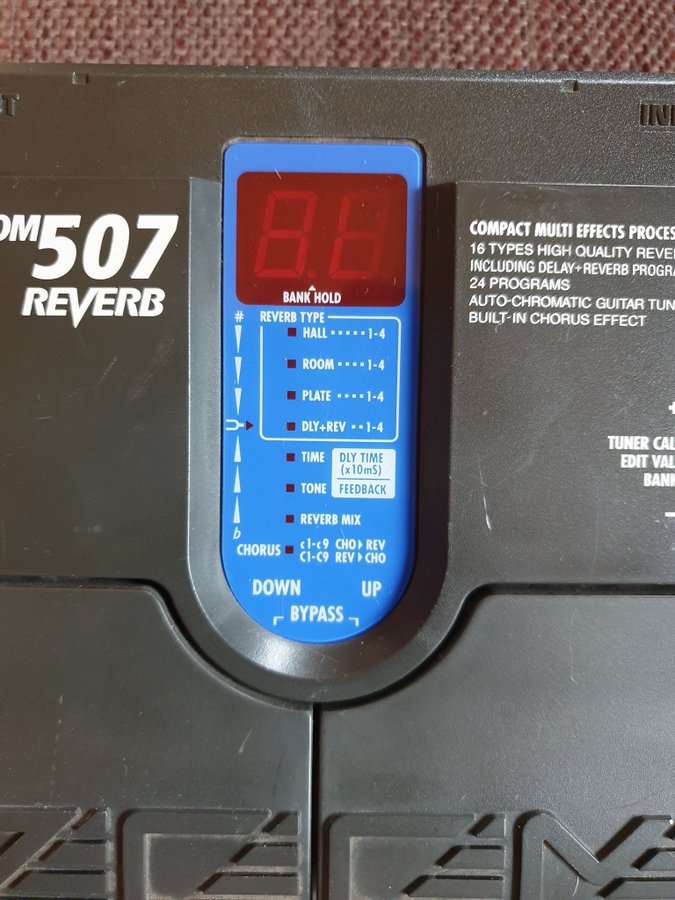 OM 507
REVERB
BANK HOLD
# REVERB TYPE
HALL ····· 1-4
ROOM ···· 1-4
PLATE ···· 1-4
DLY+REV ·· 1-4
TIME
DLY TIME
(x10mS)
TONE
FEEDBACK
REVERB MIX
b
CHORUS c1-c9 CHO▶REV
C1-C9 REV▶CHO
DOWN UP
BYPASS
IN
COMPACT MULTI EFFECTS PROCES
16 TYPES HIGH QUALITY REVE
INCLUDING DELAY+REVERB PROGRA
24 PROGRAMS
AUTO-CHROMATIC GUITAR TUN
BUILT-IN CHORUS EFFECT
TUNER CAL
EDIT VAL
BANK